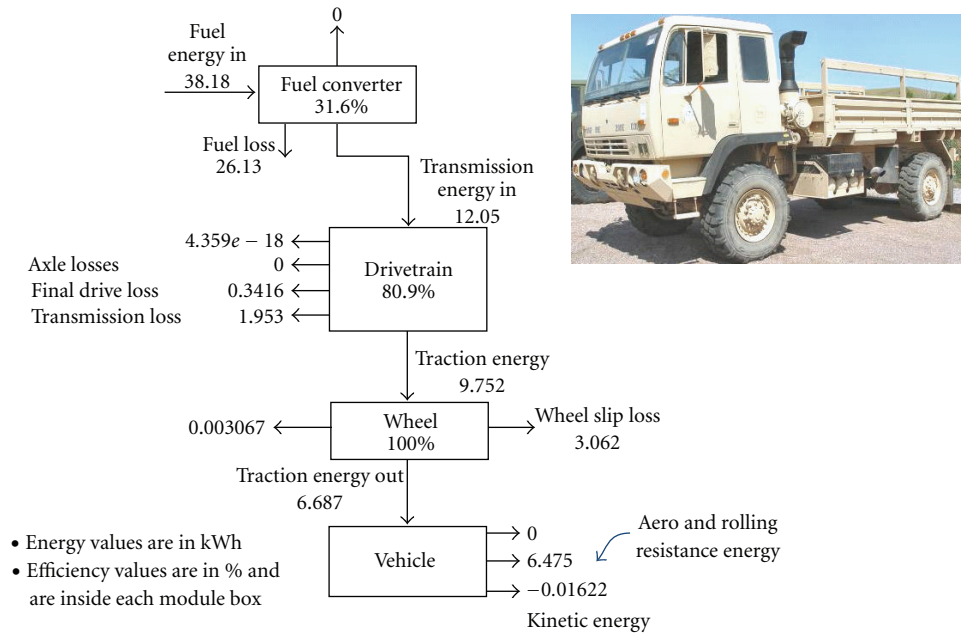 0
Fuel
energy in
38.18
Fuel converter
31.6%
Fuel loss
26.13
Transmission
energy in
12.05
4.359e − 18
Axle losses
0
Drivetrain
80.9%
Final drive loss
0.3416
Transmission loss
1.953
Traction energy
9.752
0.003067
Wheel
100%
Wheel slip loss
3.062
Traction energy out
6.687
Vehicle
0
6.475
−0.01622
Aero and rolling
resistance energy
Kinetic energy
• Energy values are in kWh
• Efficiency values are in % and
are inside each module box